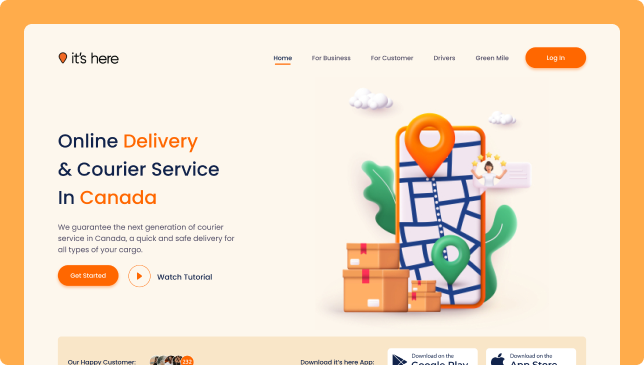 it's here
Home For Business For Customer Drivers Green Mile Log In
Online Delivery
& Courier Service
In Canada
We guarantee the next generation of courier
service in Canada, a quick and safe delivery for
all types of your cargo.
Get Started Watch Tutorial
Our Happy Customer: 232 Download it's here App: Download on the Google Play Download on the App Store